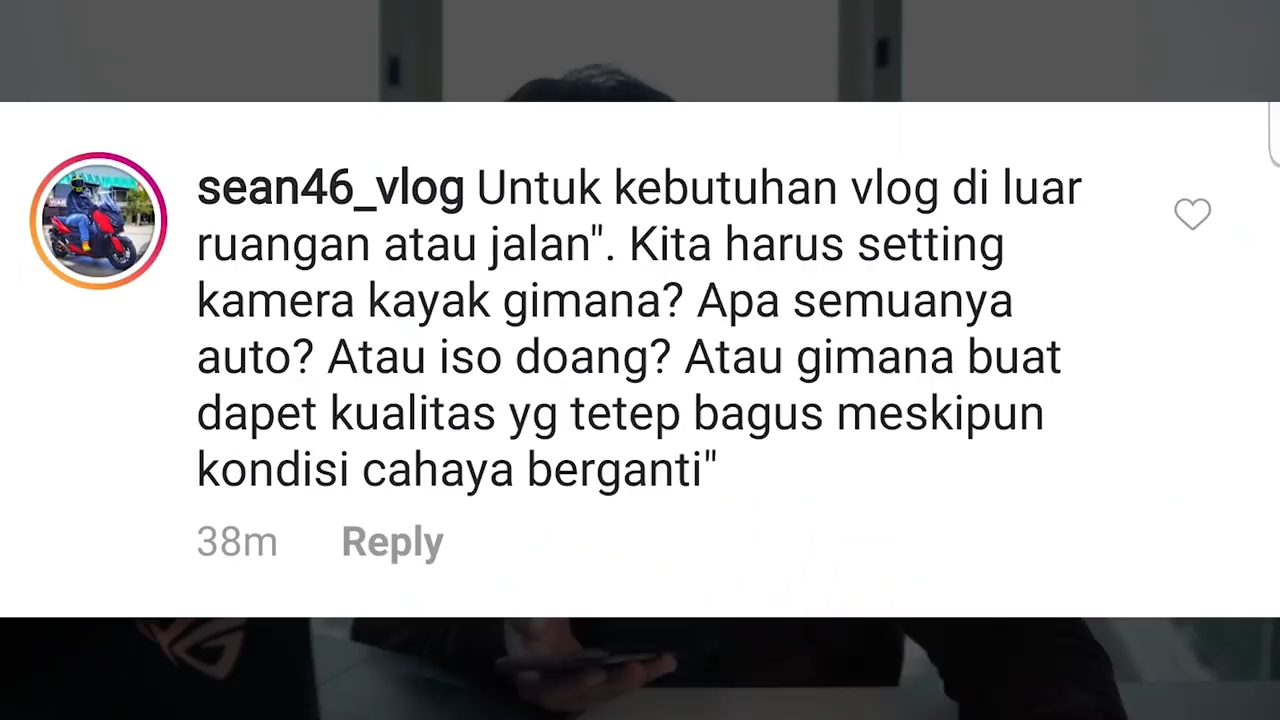 sean46_vlog Untuk kebutuhan vlog di luar
ruangan atau jalan". Kita harus setting
kamera kayak gimana? Apa semuanya
auto? Atau iso doang? Atau gimana buat
dapet kualitas yg tetep bagus meskipun
kondisi cahaya berganti"
38m Reply